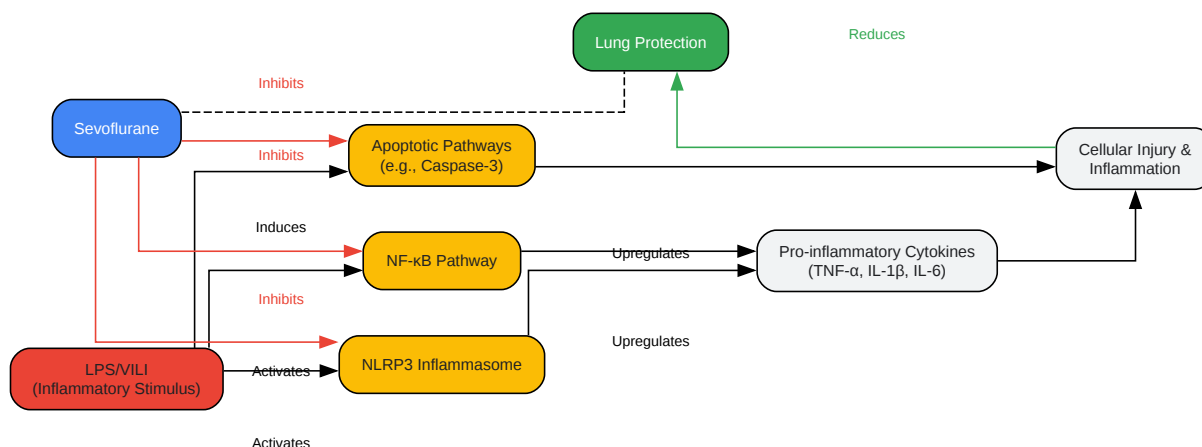 Lung Protection
Reduces
Inhibits
Sevoflurane
Apoptotic Pathways
(e.g., Caspase-3)
Inhibits
Cellular Injury &
Inflammation
Induces
NF-κB Pathway
Upregulates
Pro-inflammatory Cytokines
(TNF-α, IL-1β, IL-6)
Inhibits
Upregulates
LPS/VILI
(Inflammatory Stimulus)
Activates
NLRP3 Inflammasome
Activates